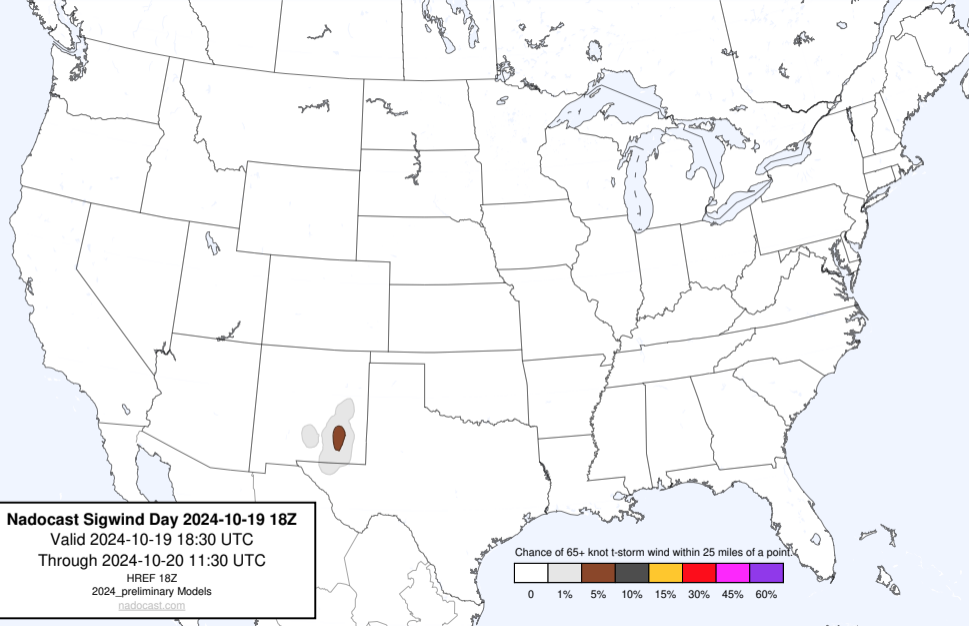 Nadocast Sigwind Day 2024-10-19 18Z
Valid 2024-10-19 18:30 UTC
Through 2024-10-20 11:30 UTC
HREF 18Z
2024_preliminary Models
nadocast.com
Chance of 65+ knot t-storm wind within 25 miles of a point.
0 1% 5% 10% 15% 30% 45% 60%